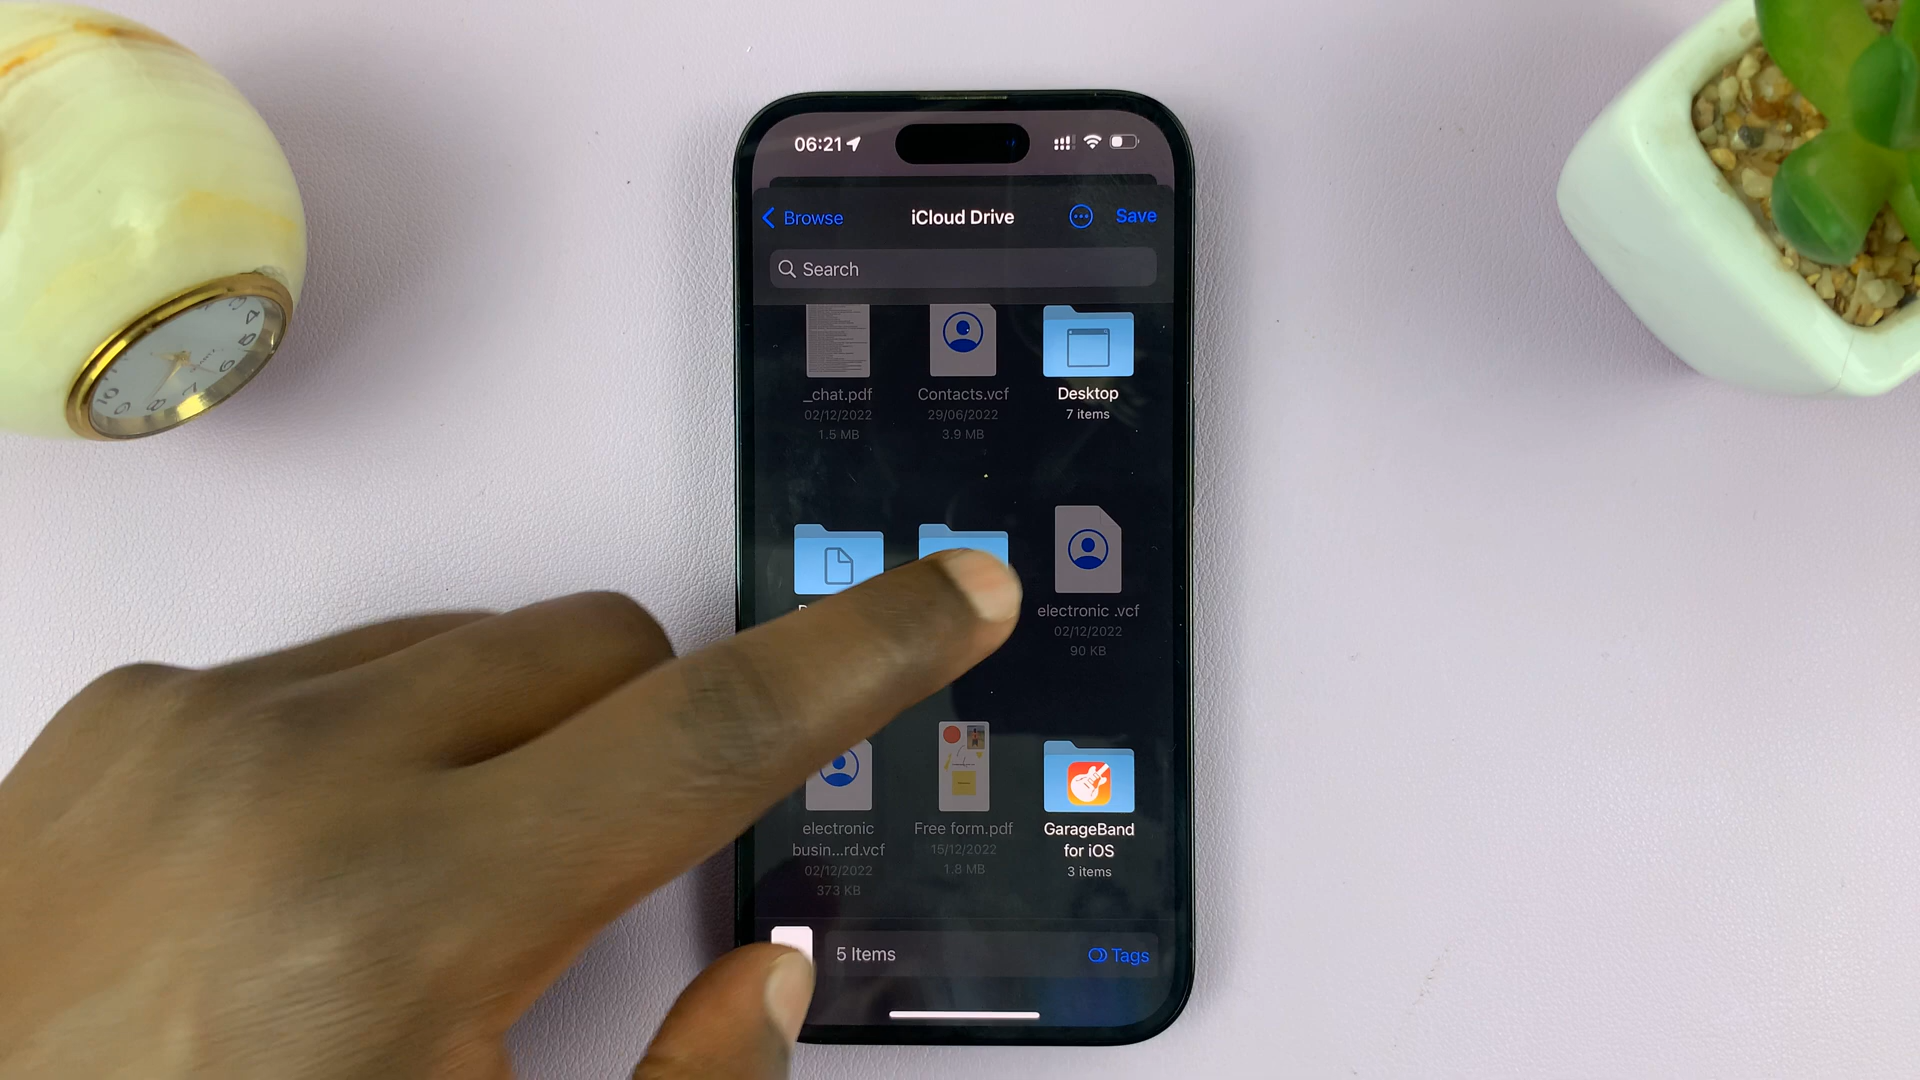 06:21
Browse
iCloud Drive
Save
Search
_chat.pdf
Contacts.vcf
Desktop
02/12/2022
29/06/2022
7 items
1.5 MB
3.9 MB
electronic .vcf
02/12/2022
90 KB
electronic
busin...rd.vcf
Free form.pdf
GarageBand
for iOS
02/12/2022
15/12/2022
3 items
373 KB
1.8 MB
5 Items
Tags